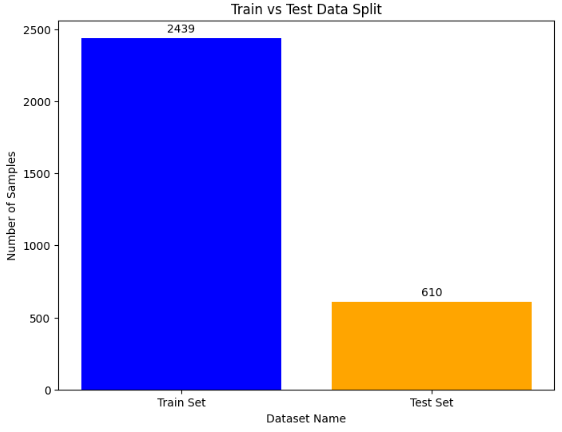 Train vs Test Data Split
2500
2000
1500
1000
500
0
Number of Samples
2439
610
Train Set
Test Set
Dataset Name